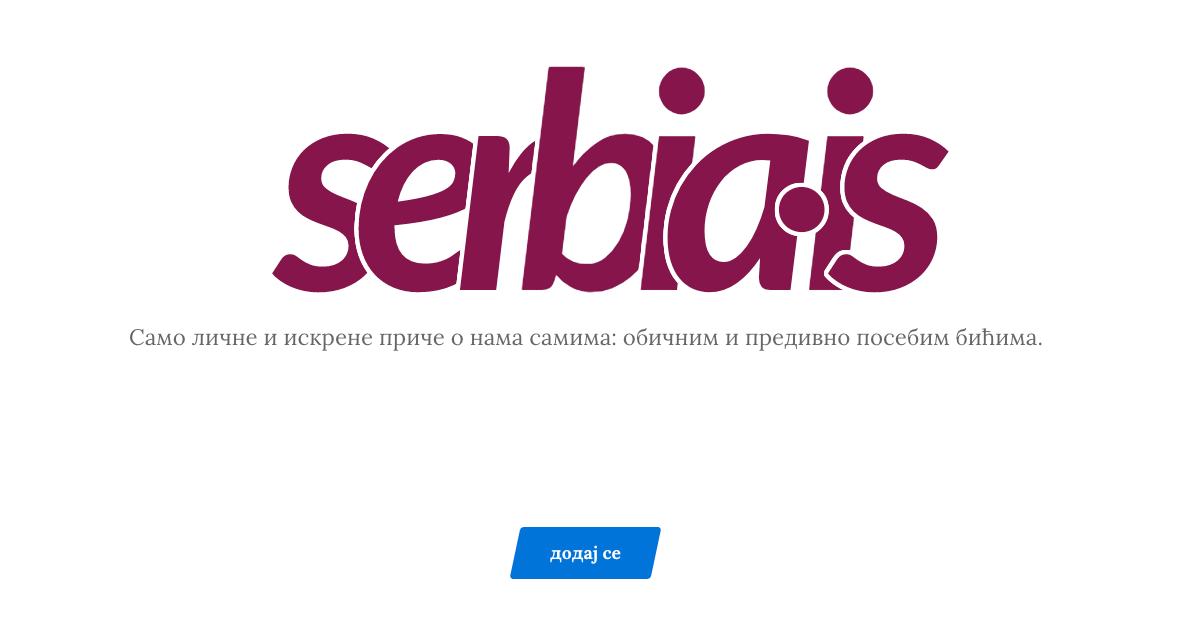 serbia.is
Само личне и искрене приче о нама самима: обичним и предивно посебим бићима.
додај се